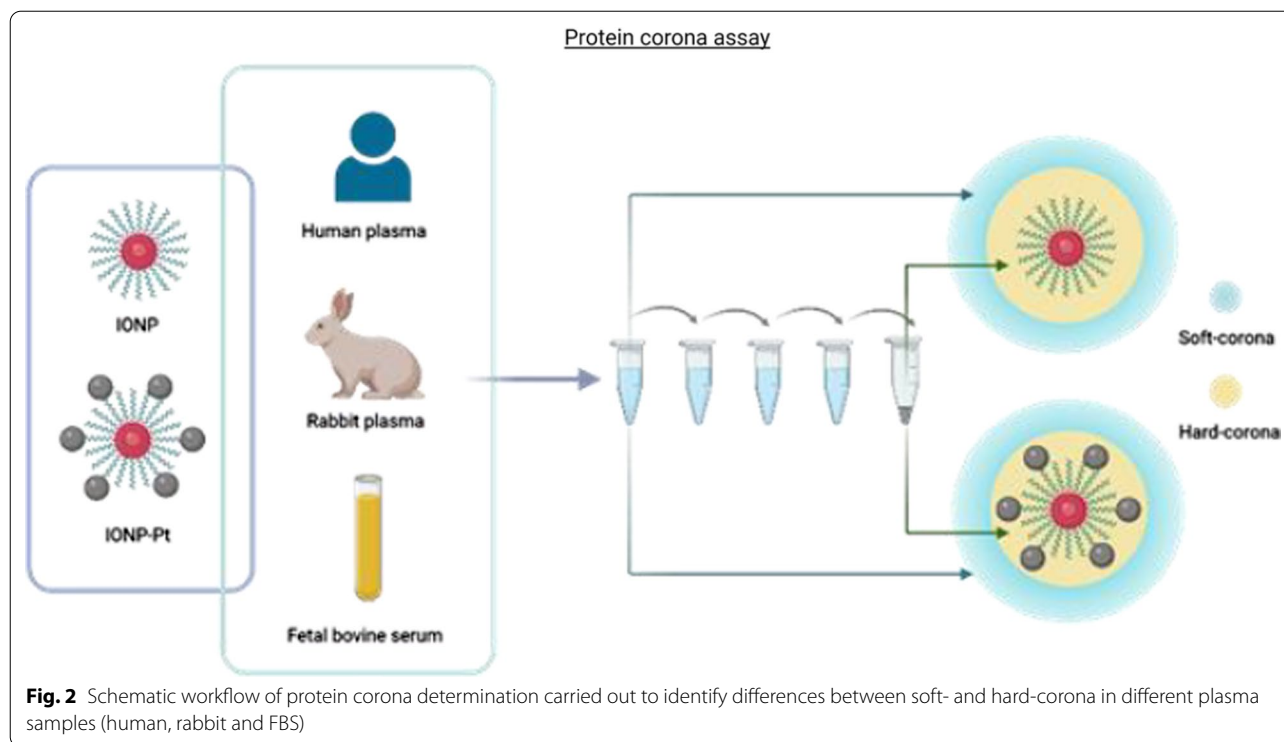 Protein corona assay
IONP
IONP-Pt
Human plasma
Rabbit plasma
Fetal bovine serum
Soft-corona
Hard-corona
Fig. 2 Schematic workflow of protein corona determination carried out to identify differences between soft- and hard-corona in different plasma
samples (human, rabbit and FBS)